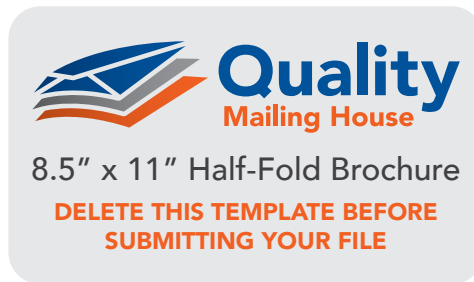 Quality
Mailing House
8.5” x 11” Half-Fold Brochure
DELETE THIS TEMPLATE BEFORE
SUBMITTING YOUR FILE